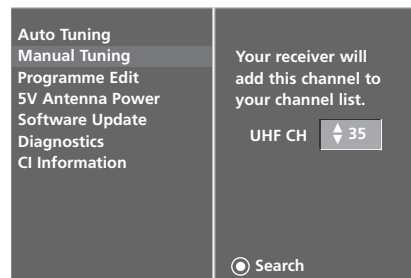 Auto Tuning
Manual Tuning
Programme Edit
5V Antenna Power
Software Update
Diagnostics
CI Information
Your receiver will
add this channel to
your channel list.
UHF CH 35
Search